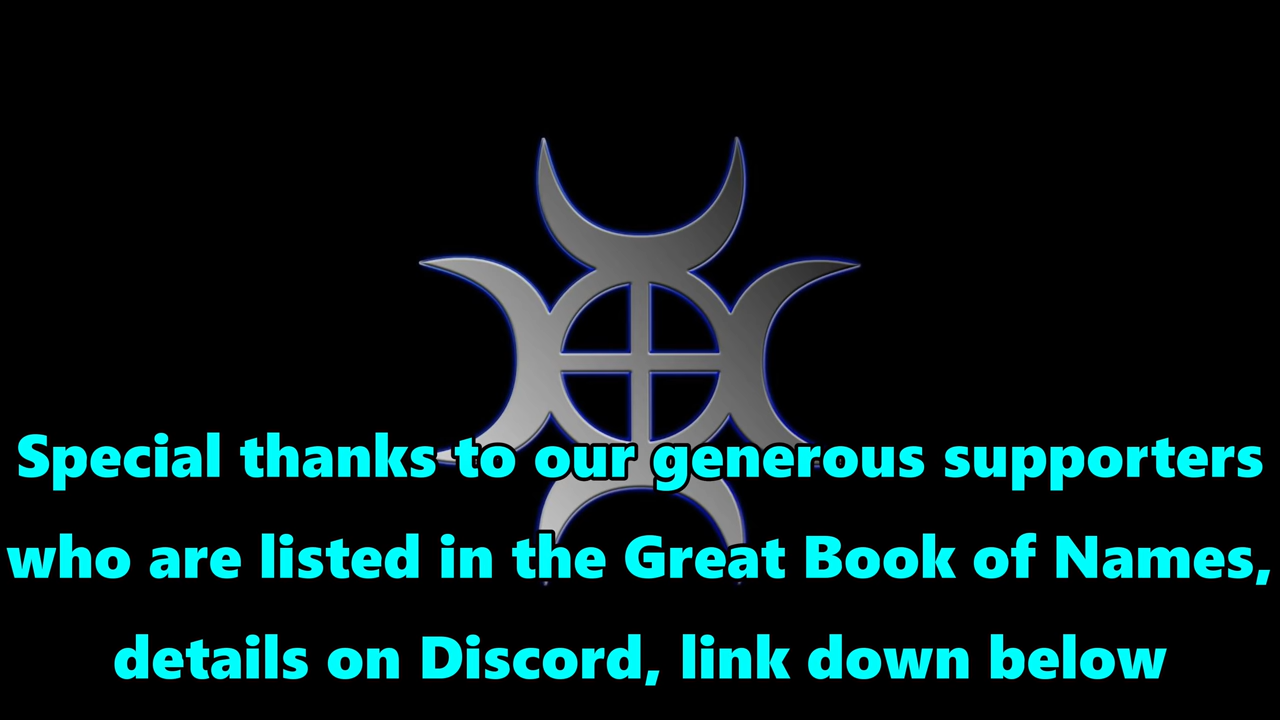 Special thanks to our generous supporters
who are listed in the Great Book of Names,
details on Discord, link down below